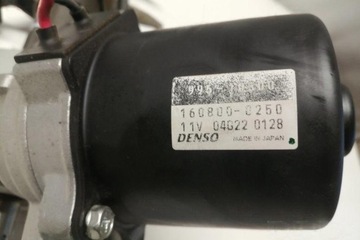 160800-0250
11V 04G22 0128
DENSO MADE IN JAPAN